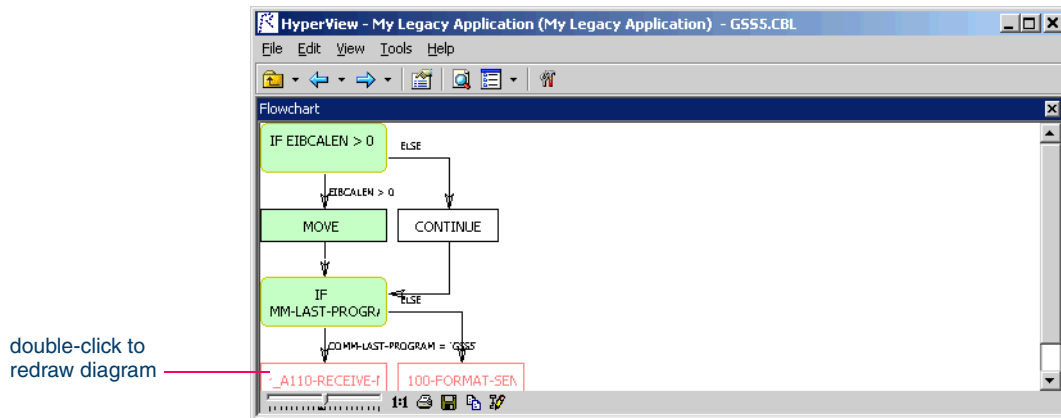 HyperView - My Legacy Application (My Legacy Application) - GSS5.CBL
File Edit View Tools Help
Flowchart
IF EIBCALEN > 0
ELSE
EIBCALEN > 0
MOVE
CONTINUE
IF
MM-LAST-PROGRA
ELSE
COMM-LAST-PROGRAM = 'GSS5'
double-click to
redraw diagram
_A110-RECEIVE-M
100-FORMAT-SEN
1:1